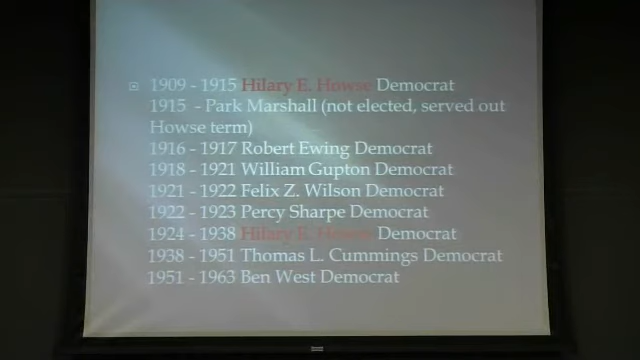 1909 - 1915 Hilary E. Howse Democrat
1915 - Park Marshall (not elected, served out
Howse term)
1916 - 1917 Robert Ewing Democrat
1918 - 1921 William Gupton Democrat
1921 - 1922 Felix Z. Wilson Democrat
1922 - 1923 Percy Sharpe Democrat
1924 - 1938 Hilary E. Howse Democrat
1938 - 1951 Thomas L. Cummings Democrat
1951 - 1963 Ben West Democrat